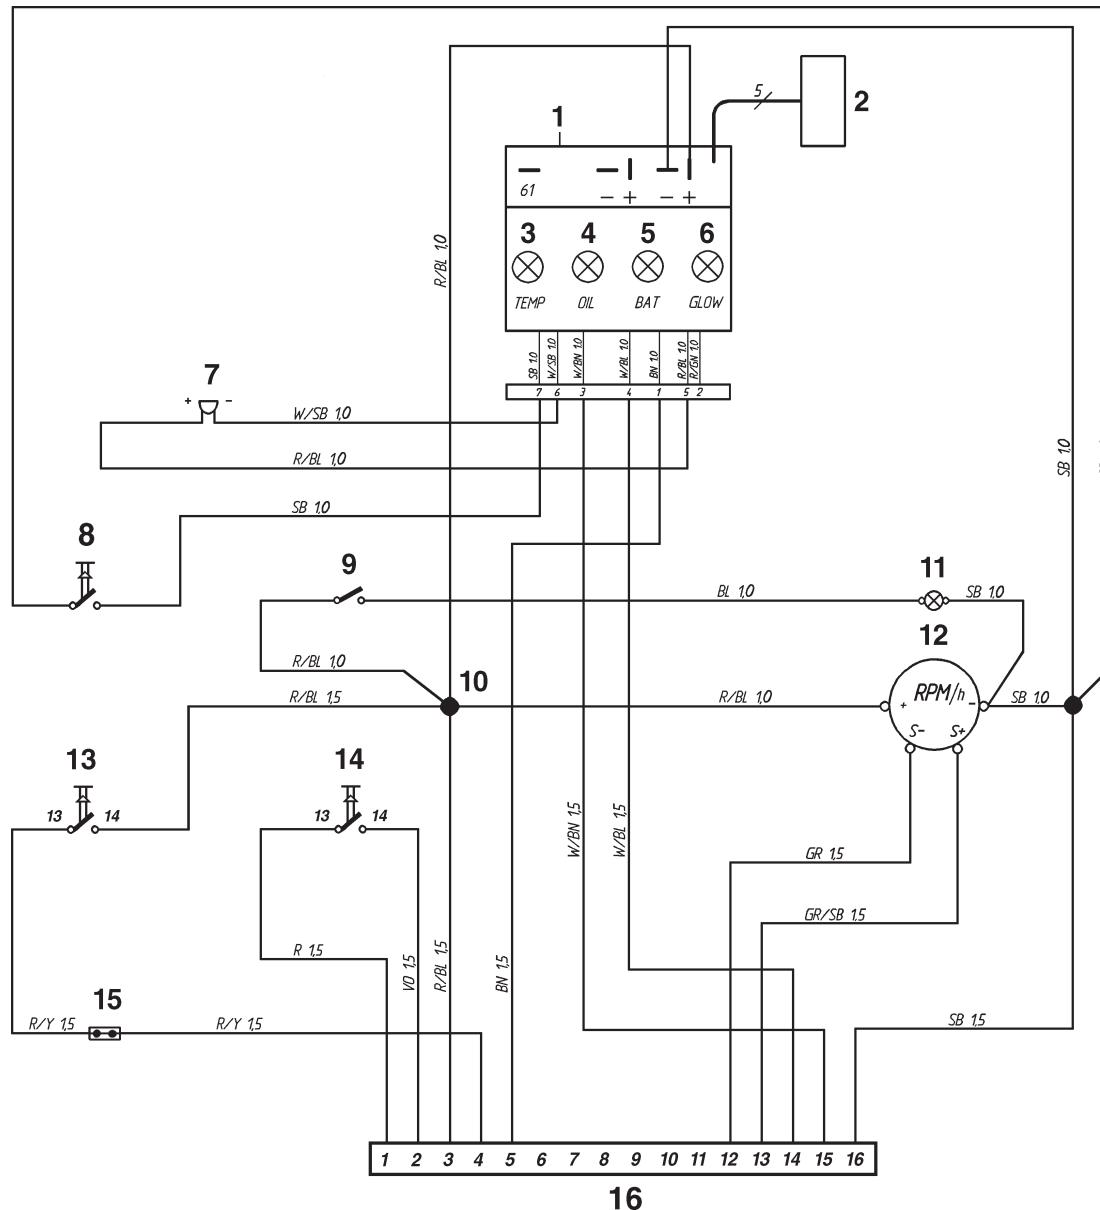 5
2
1
61
− + − +
3 4 5 6
TEMP OIL BAT GLOW
R/BL 1,0
SB 1.0
W/SB 1.0
W/BN 1.0
W/BL 1.0
BN 1.0
R/BL 1.0
R/GN 1.0
7 6 3 4 1 5 2
7
+ −
W/SB 1,0
R/BL 1,0
SB 1,0
SB 1,0
8
9
11
BL 1,0
SB 1,0
12
R/BL 1,0
10
R/BL 1,5
R/BL 1,0
RPM/h
+ −
S− S+
SB 1,0
13
14
13 14
13 14
W/BN 1,5
W/BL 1,5
GR 1,5
GR/SB 1,5
R 1,5
VD 1,5
R/BL 1,5
BN 1,5
15
R/Y 1,5
R/Y 1,5
SB 1,5
1 2 3 4 5 6 7 8 9 10 11 12 13 14 15 16
16